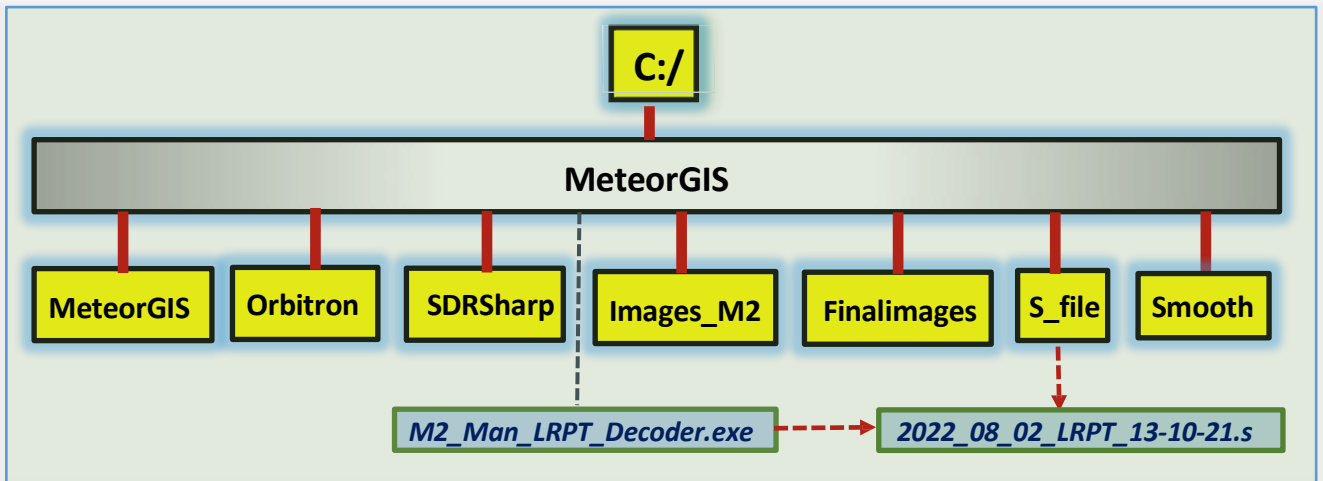 C:/
MeteorGIS
MeteorGIS
Orbitron
SDRSharp
Images_M2
Finalimages
S_file
Smooth
M2_Man_LRPT_Decoder.exe
2022_08_02_LRPT_13-10-21.s